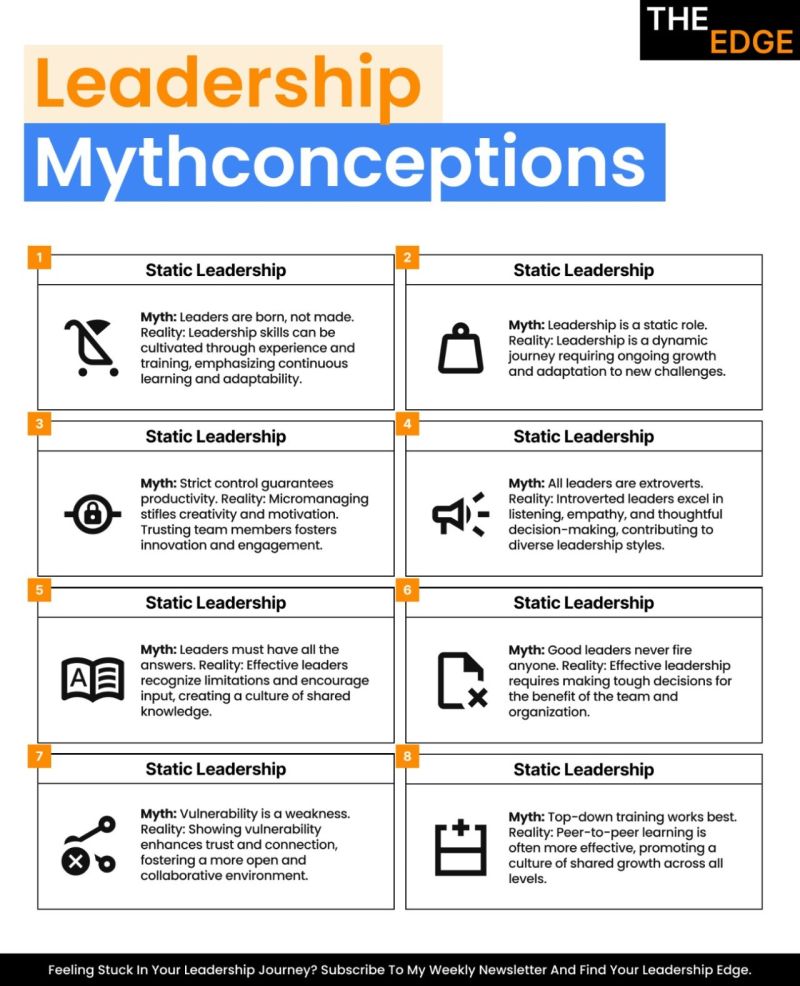 THE
EDGE
Leadership
Mythconceptions
1
Static Leadership
Myth: Leaders are born, not made.
Reality: Leadership skills can be
cultivated through experience and
training, emphasizing continuous
learning and adaptability.
2
Static Leadership
Myth: Leadership is a static role.
Reality: Leadership is a dynamic
journey requiring ongoing growth
and adaptation to new challenges.
3
Static Leadership
Myth: Strict control guarantees
productivity. Reality: Micromanaging
stifles creativity and motivation.
Trusting team members fosters
innovation and engagement.
4
Static Leadership
Myth: All leaders are extroverts.
Reality: Introverted leaders excel in
listening, empathy, and thoughtful
decision-making, contributing to
diverse leadership styles.
5
Static Leadership
A
Myth: Leaders must have all the
answers. Reality: Effective leaders
recognize limitations and encourage
input, creating a culture of shared
knowledge.
6
Static Leadership
Myth: Good leaders never fire
anyone. Reality: Effective leadership
requires making tough decisions for
the benefit of the team and
organization.
7
Static Leadership
Myth: Vulnerability is a weakness.
Reality: Showing vulnerability
enhances trust and connection,
fostering a more open and
collaborative environment.
8
Static Leadership
Myth: Top-down training works best.
Reality: Peer-to-peer learning is
often more effective, promoting a
culture of shared growth across all
levels.
Feeling Stuck In Your Leadership Journey? Subscribe To My Weekly Newsletter And Find Your Leadership Edge.